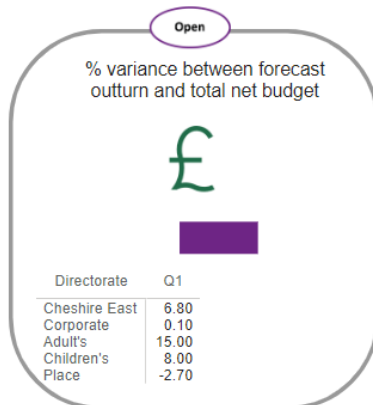 Open
% variance between forecast
outturn and total net budget
£
Directorate Q1
Cheshire East 6.80
Corporate 0.10
Adult's 15.00
Children's 8.00
Place -2.70